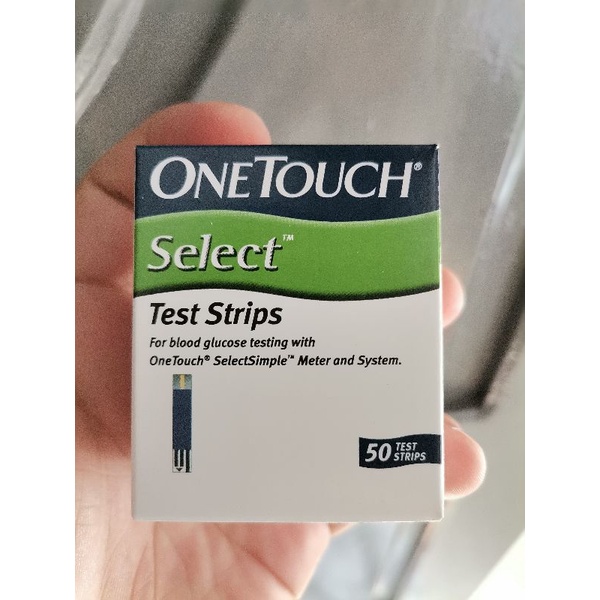 ONETOUCH®
Select™
Test Strips
For blood glucose testing with
OneTouch® SelectSimple™ Meter and System.
50 TEST
STRIPS